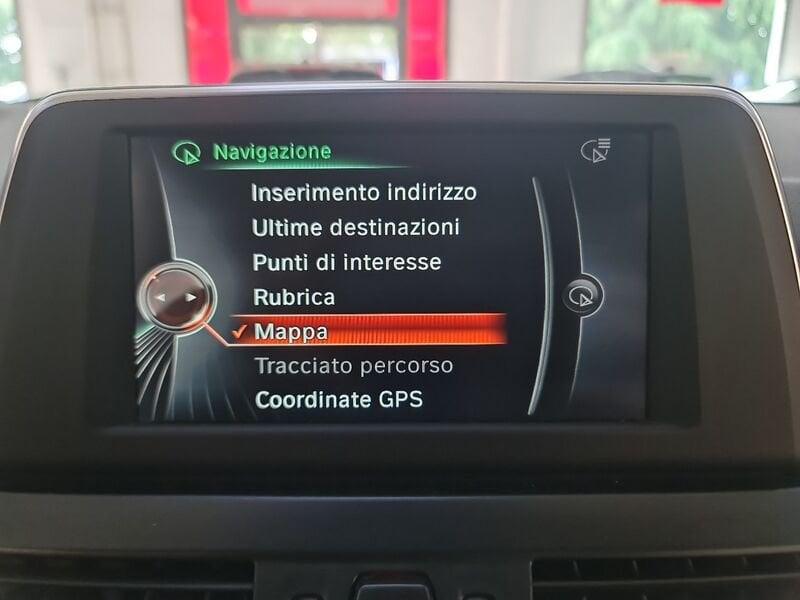 Navigazione
Inserimento indirizzo
Ultime destinazioni
Punti di interesse
Rubrica
Mappa
Tracciato percorso
Coordinate GPS